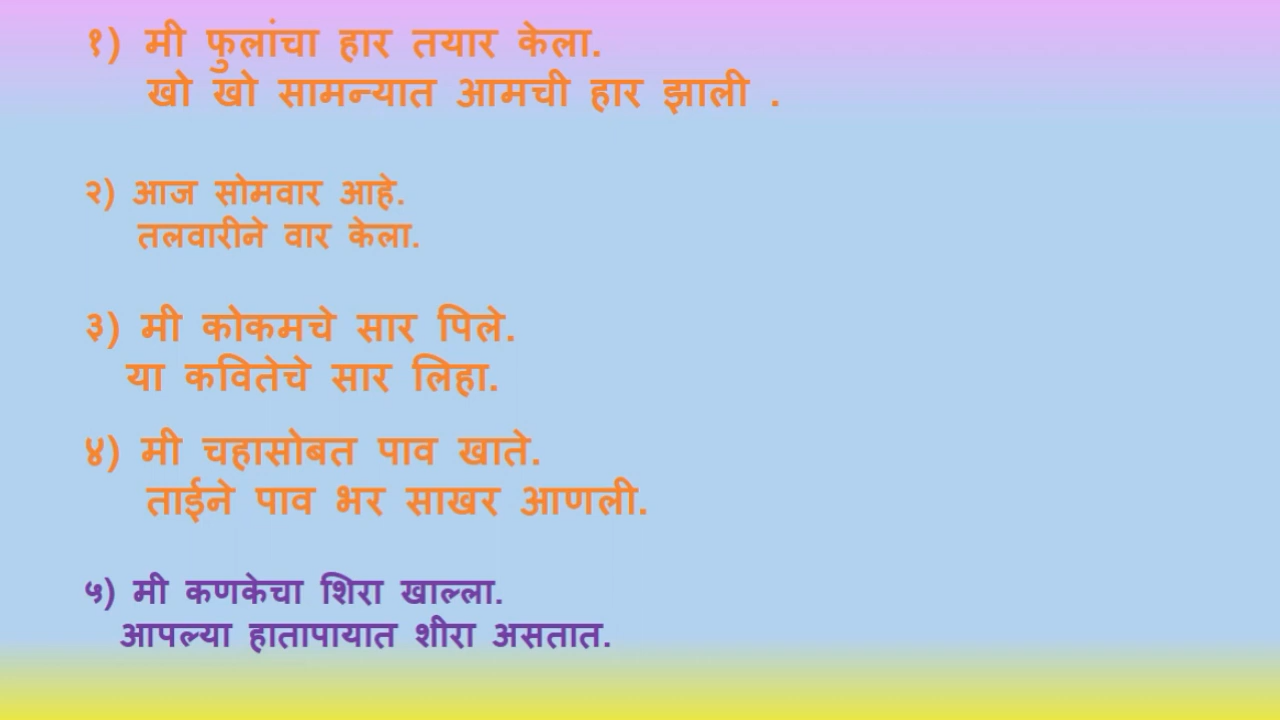 १) मी फुलांचा हार तयार केला.
खो खो सामन्यात आमची हार झाली .
२) आज सोमवार आहे.
तलवारीने वार केला.
३) मी कोकमचे सार पिले.
या कवितेचे सार लिहा.
४) मी चहासोबत पाव खाते.
ताईने पाव भर साखर आणली.
५) मी कणकेचा शिरा खाल्ला.
आपल्या हातापायात शीरा असतात.